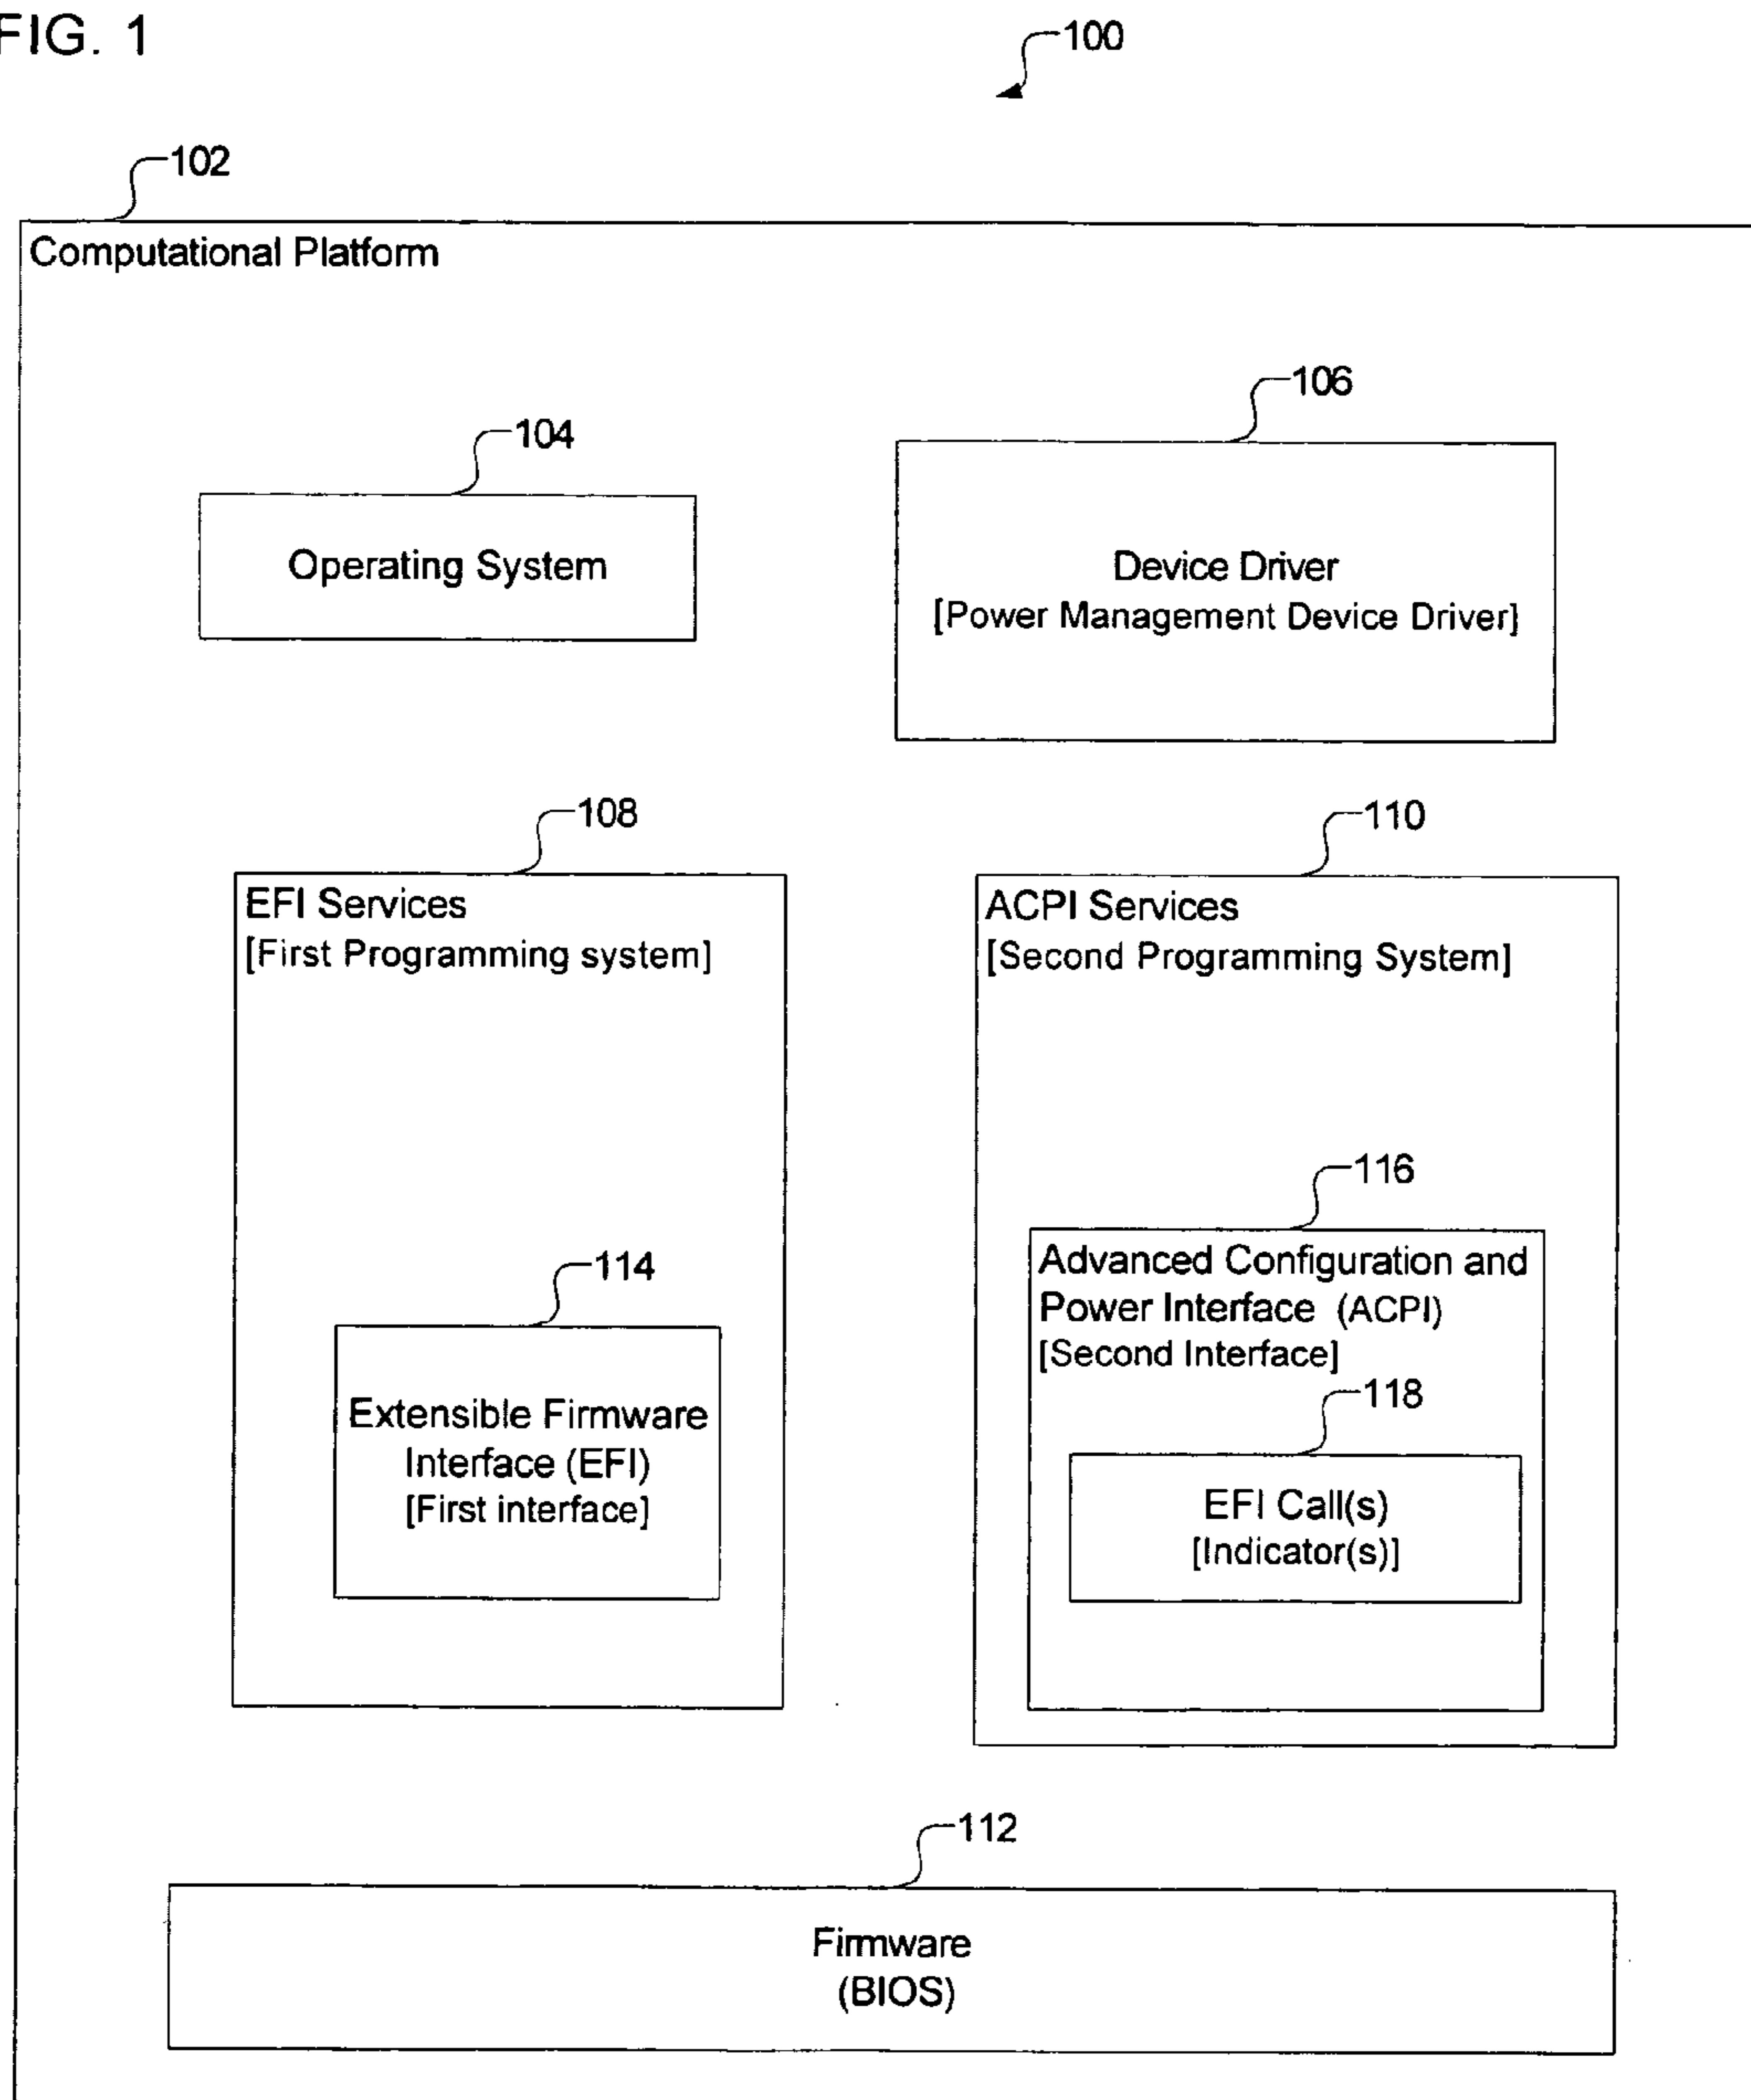 FIG. 1
100
102
Computational Platform
104
Operating System
106
Device Driver
[Power Management Device Driver]
108
EFI Services
[First Programming system]
110
ACPI Services
[Second Programming System]
114
Extensible Firmware
Interface (EFI)
[First interface]
116
Advanced Configuration and
Power Interface (ACPI)
[Second Interface]
118
EFI Call(s)
[Indicator(s)]
112
Firmware
(BIOS)